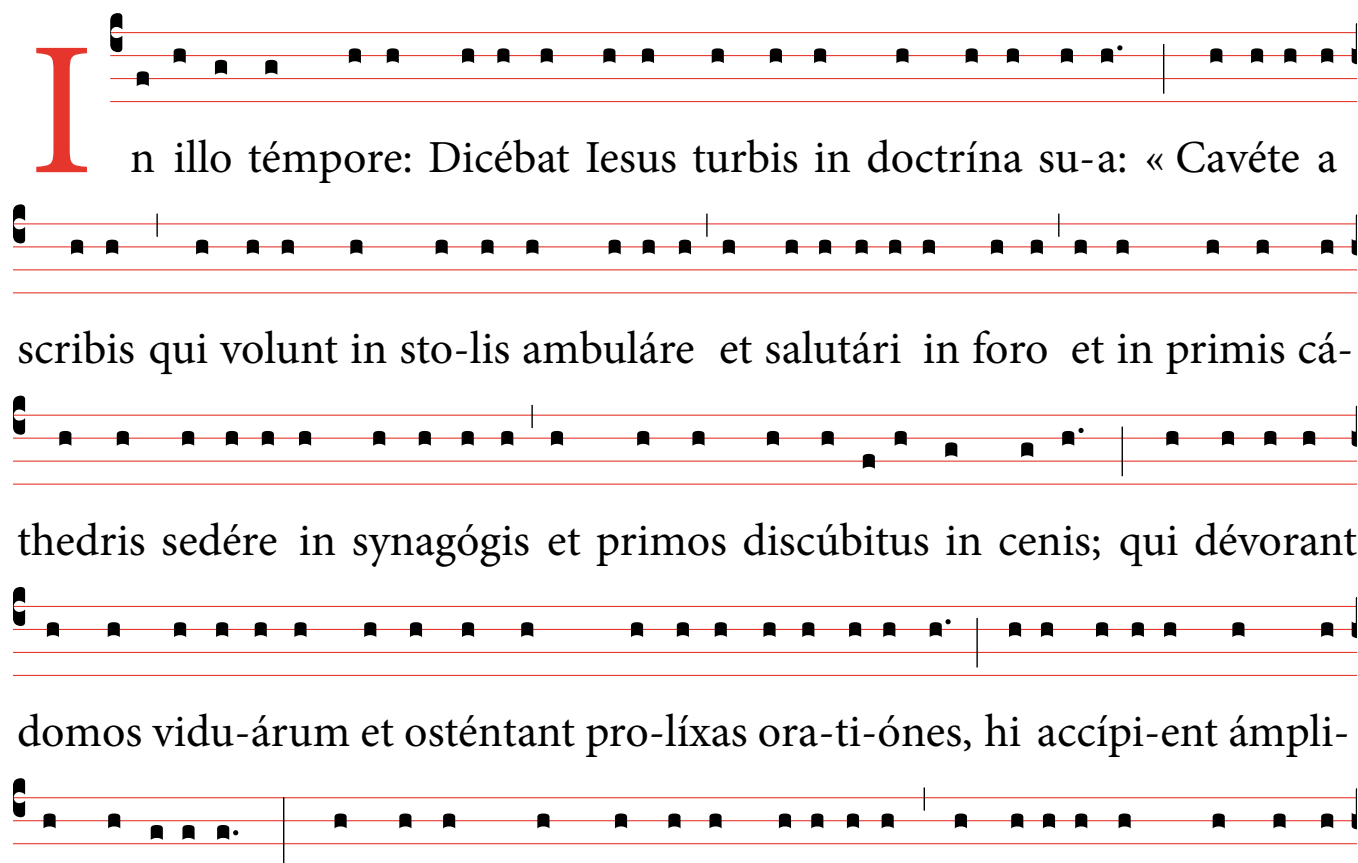 In illo témpore: Dicébat Iesus turbis in doctrína su-a: « Cavéte a
scribis qui volunt in sto-lis ambuláre et salutári in foro et in primis cá-
thedris sedére in synagógis et primos discúbitus in cenis; qui dévorant
domos vidu-árum et osténtant pro-líxas ora-ti-ónes, hi accípi-ent ámpli-